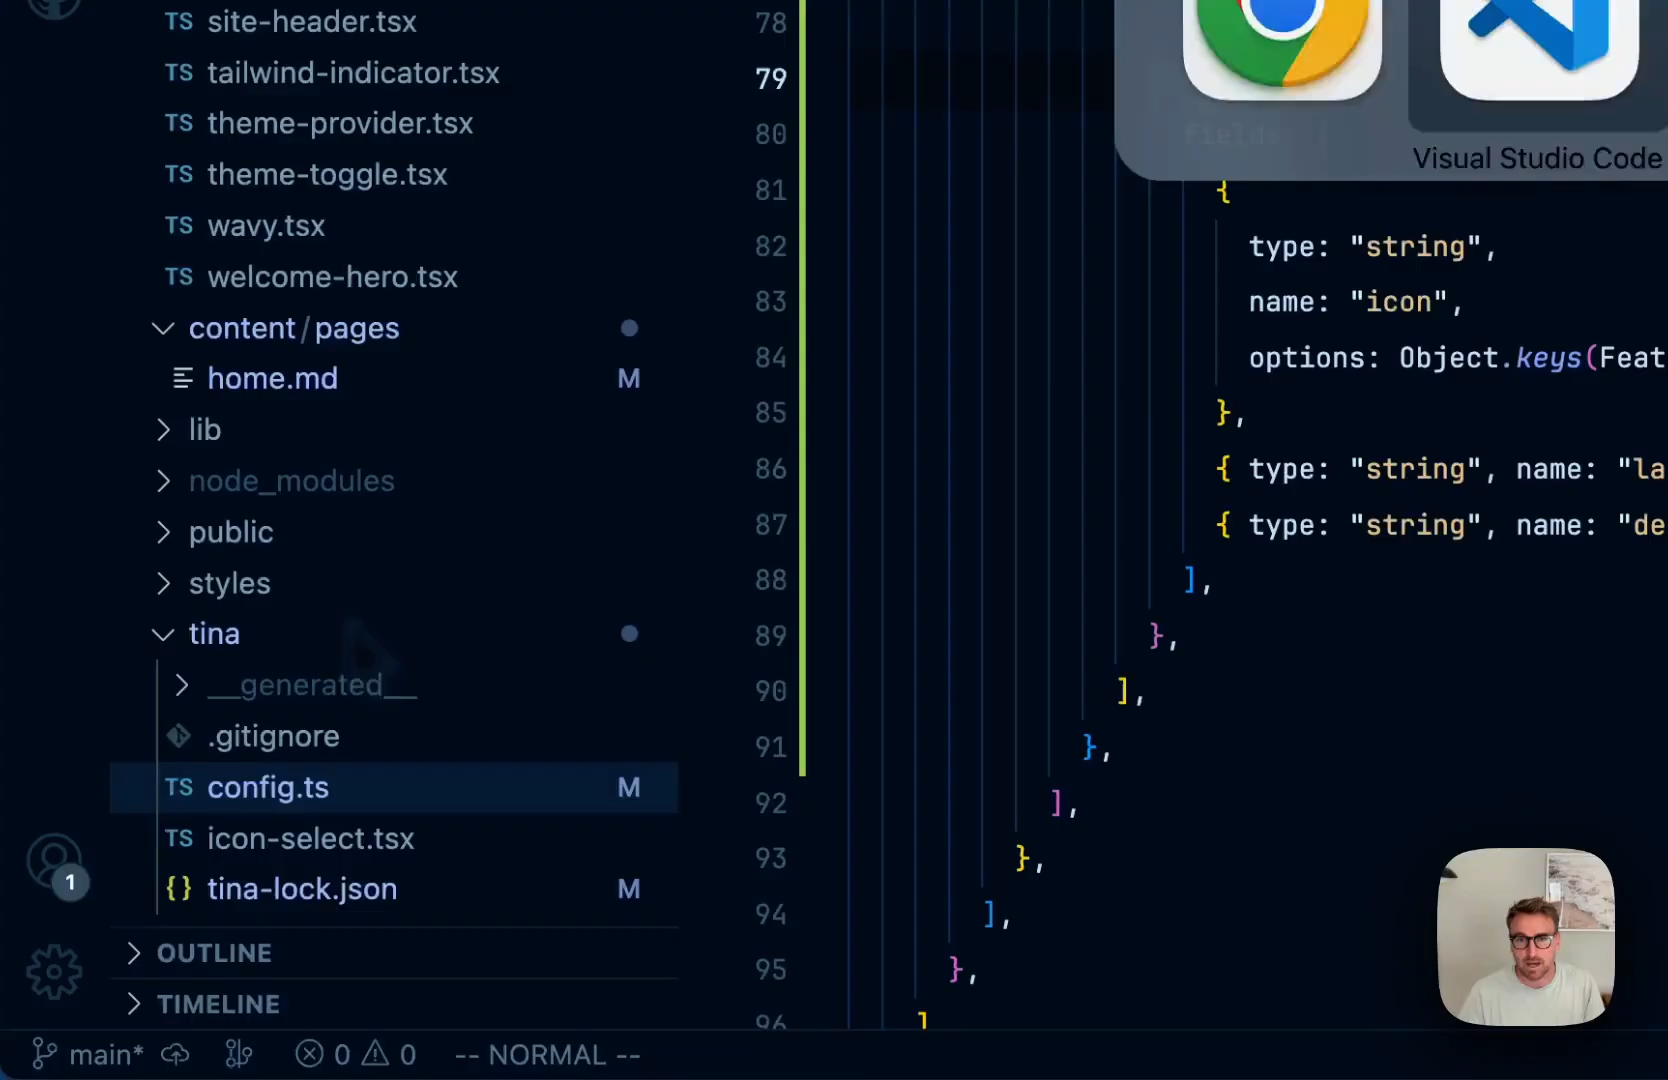 TS site-header.tsx
TS tailwind-indicator.tsx
TS theme-provider.tsx
TS theme-toggle.tsx
TS wavy.tsx
TS welcome-hero.tsx
content/pages
home.md M
lib
node_modules
public
styles
tina
__generated__
.gitignore
TS config.ts M
TS icon-select.tsx
{} tina-lock.json M
1
OUTLINE
TIMELINE
main* 0 0 -- NORMAL --
Visual Studio Code
78
79
80 fields
81 {
82 type: "string",
83 name: "icon",
84 options: Object.keys(Feat
85 },
86 { type: "string", name: "la
87 { type: "string", name: "de
88 ],
89 },
90 ],
91 },
92 ],
93 },
94 ],
95 },
96 ]